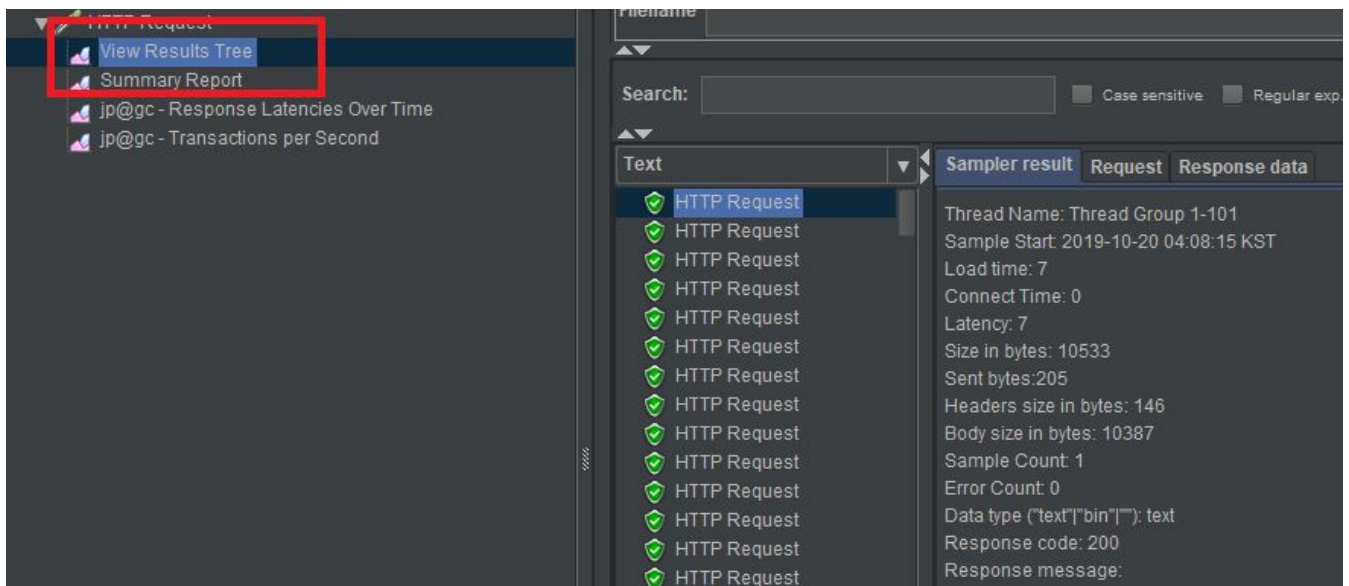 HTTP Request
View Results Tree
Summary Report
jp@gc - Response Latencies Over Time
jp@gc - Transactions per Second
Filename
Search:
Case sensitive
Regular exp.
Text
HTTP Request
HTTP Request
HTTP Request
HTTP Request
HTTP Request
HTTP Request
HTTP Request
HTTP Request
HTTP Request
HTTP Request
HTTP Request
HTTP Request
HTTP Request
HTTP Request
Sampler result Request Response data
Thread Name: Thread Group 1-101
Sample Start: 2019-10-20 04:08:15 KST
Load time: 7
Connect Time: 0
Latency: 7
Size in bytes: 10533
Sent bytes:205
Headers size in bytes: 146
Body size in bytes: 10387
Sample Count: 1
Error Count: 0
Data type ("text"|"bin"|""): text
Response code: 200
Response message: